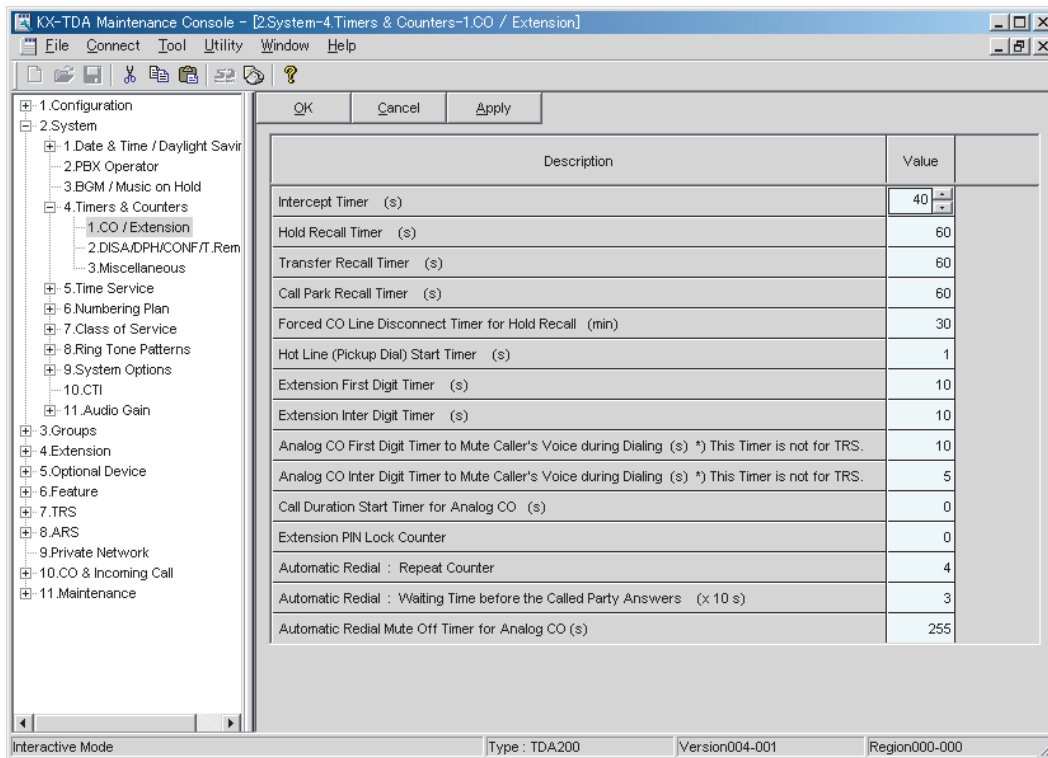 KX-TDA Maintenance Console - [2.System-4.Timers & Counters-1.CO / Extension]
File Connect Tool Utility Window Help
1.Configuration
2.System
1.Date & Time / Daylight Savir
2.PBX Operator
3.BGM / Music on Hold
4.Timers & Counters
1.CO / Extension
2.DISA/DPH/CONF/T.Rem
3.Miscellaneous
5.Time Service
6.Numbering Plan
7.Class of Service
8.Ring Tone Patterns
9.System Options
10.CTI
11.Audio Gain
3.Groups
4.Extension
5.Optional Device
6.Feature
7.TRS
8.ARS
9.Private Network
10.CO & Incoming Call
11.Maintenance
OK Cancel Apply
Description Value
Intercept Timer (s) 40
Hold Recall Timer (s) 60
Transfer Recall Timer (s) 60
Call Park Recall Timer (s) 60
Forced CO Line Disconnect Timer for Hold Recall (min) 30
Hot Line (Pickup Dial) Start Timer (s) 1
Extension First Digit Timer (s) 10
Extension Inter Digit Timer (s) 10
Analog CO First Digit Timer to Mute Caller's Voice during Dialing (s) *) This Timer is not for TRS. 10
Analog CO Inter Digit Timer to Mute Caller's Voice during Dialing (s) *) This Timer is not for TRS. 5
Call Duration Start Timer for Analog CO (s) 0
Extension PIN Lock Counter 0
Automatic Redial : Repeat Counter 4
Automatic Redial : Waiting Time before the Called Party Answers (x 10 s) 3
Automatic Redial Mute Off Timer for Analog CO (s) 255
Interactive Mode Type : TDA200 Version004-001 Region000-000